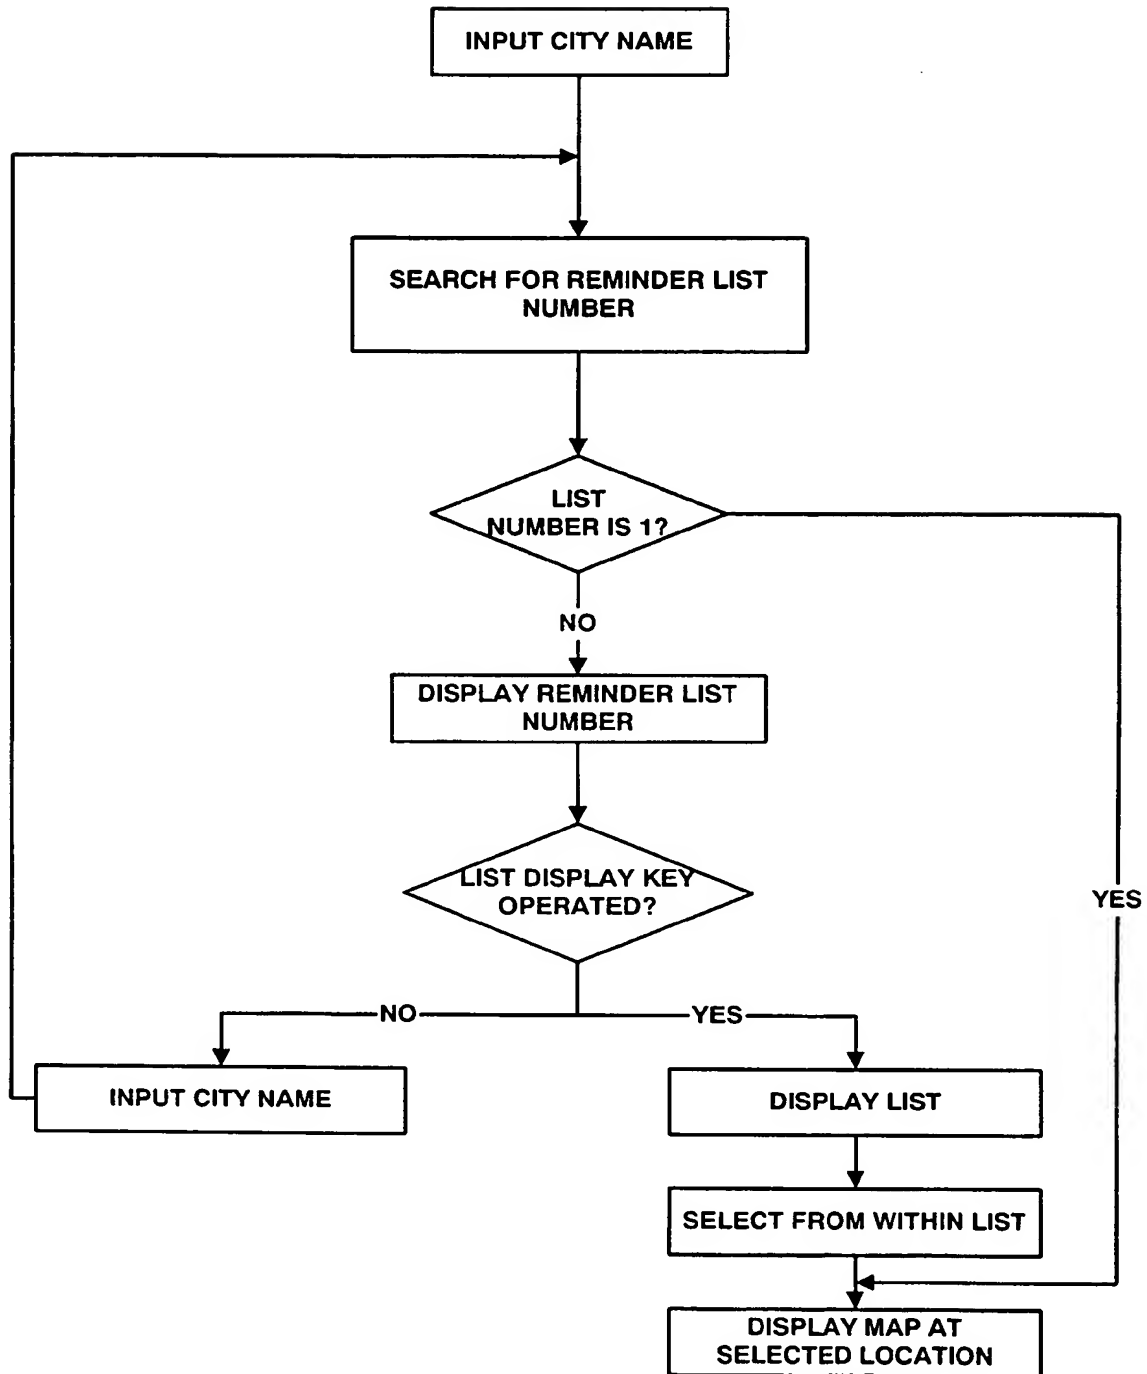 INPUT CITY NAME
SEARCH FOR REMINDER LIST
NUMBER
LIST
NUMBER IS 1?
NO
DISPLAY REMINDER LIST
NUMBER
LIST DISPLAY KEY
OPERATED?
YES
NO
YES
INPUT CITY NAME
DISPLAY LIST
SELECT FROM WITHIN LIST
DISPLAY MAP AT
SELECTED LOCATION